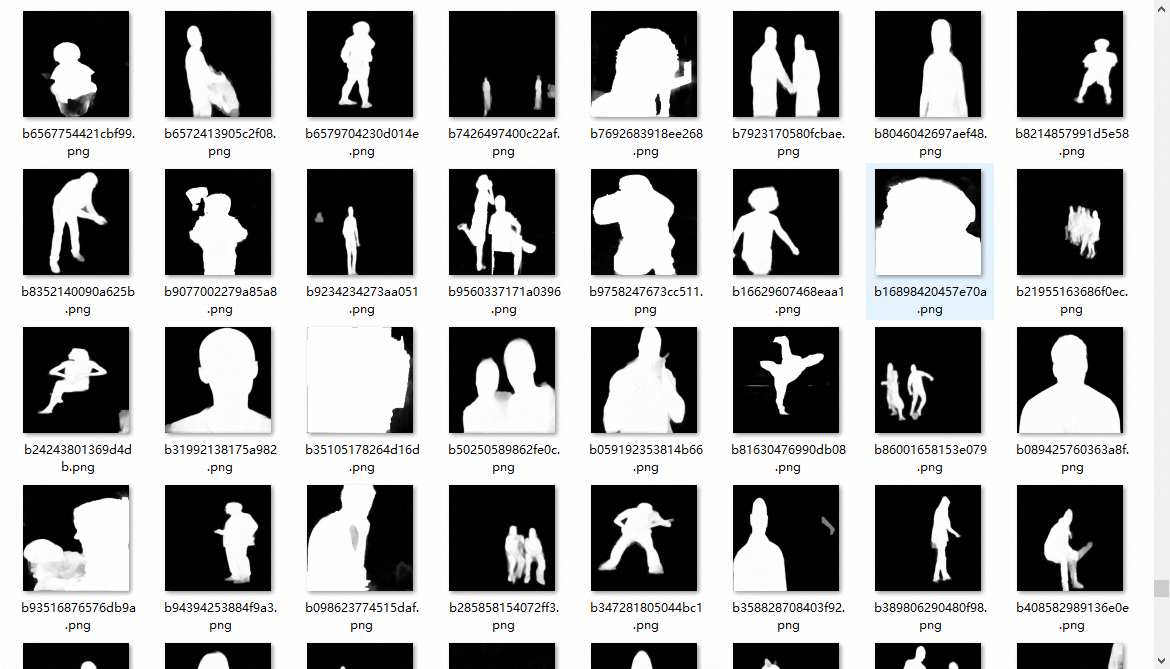 b6567754421cbf99.
png
b6572413905c2f08.
png
b6579704230d014e
.png
b7426497400c22af.
png
b7692683918ee268
.png
b7923170580fcbae.
png
b8046042697aef48.
png
b8214857991d5e58
.png
b8352140090a625b
.png
b9077002279a85a8
.png
b9234234273aa051
.png
b9560337171a0396
.png
b9758247673cc511.
png
b16629607468eaa1
.png
b16898420457e70a
.png
b21955163686f0ec.
png
b24243801369d4d
b.png
b31992138175a982
.png
b35105178264d16d
.png
b50250589862fe0c.
png
b059192353814b66
.png
b81630476990db08
.png
b86001658153e079
.png
b089425760363a8f.
png
b93516876576db9a
.png
b94394253884f9a3.
png
b098623774515daf.
png
b285858154072ff3.
png
b347281805044bc1
.png
b358828708403f92.
png
b389806290480f98.
png
b408582989136e0e
.png